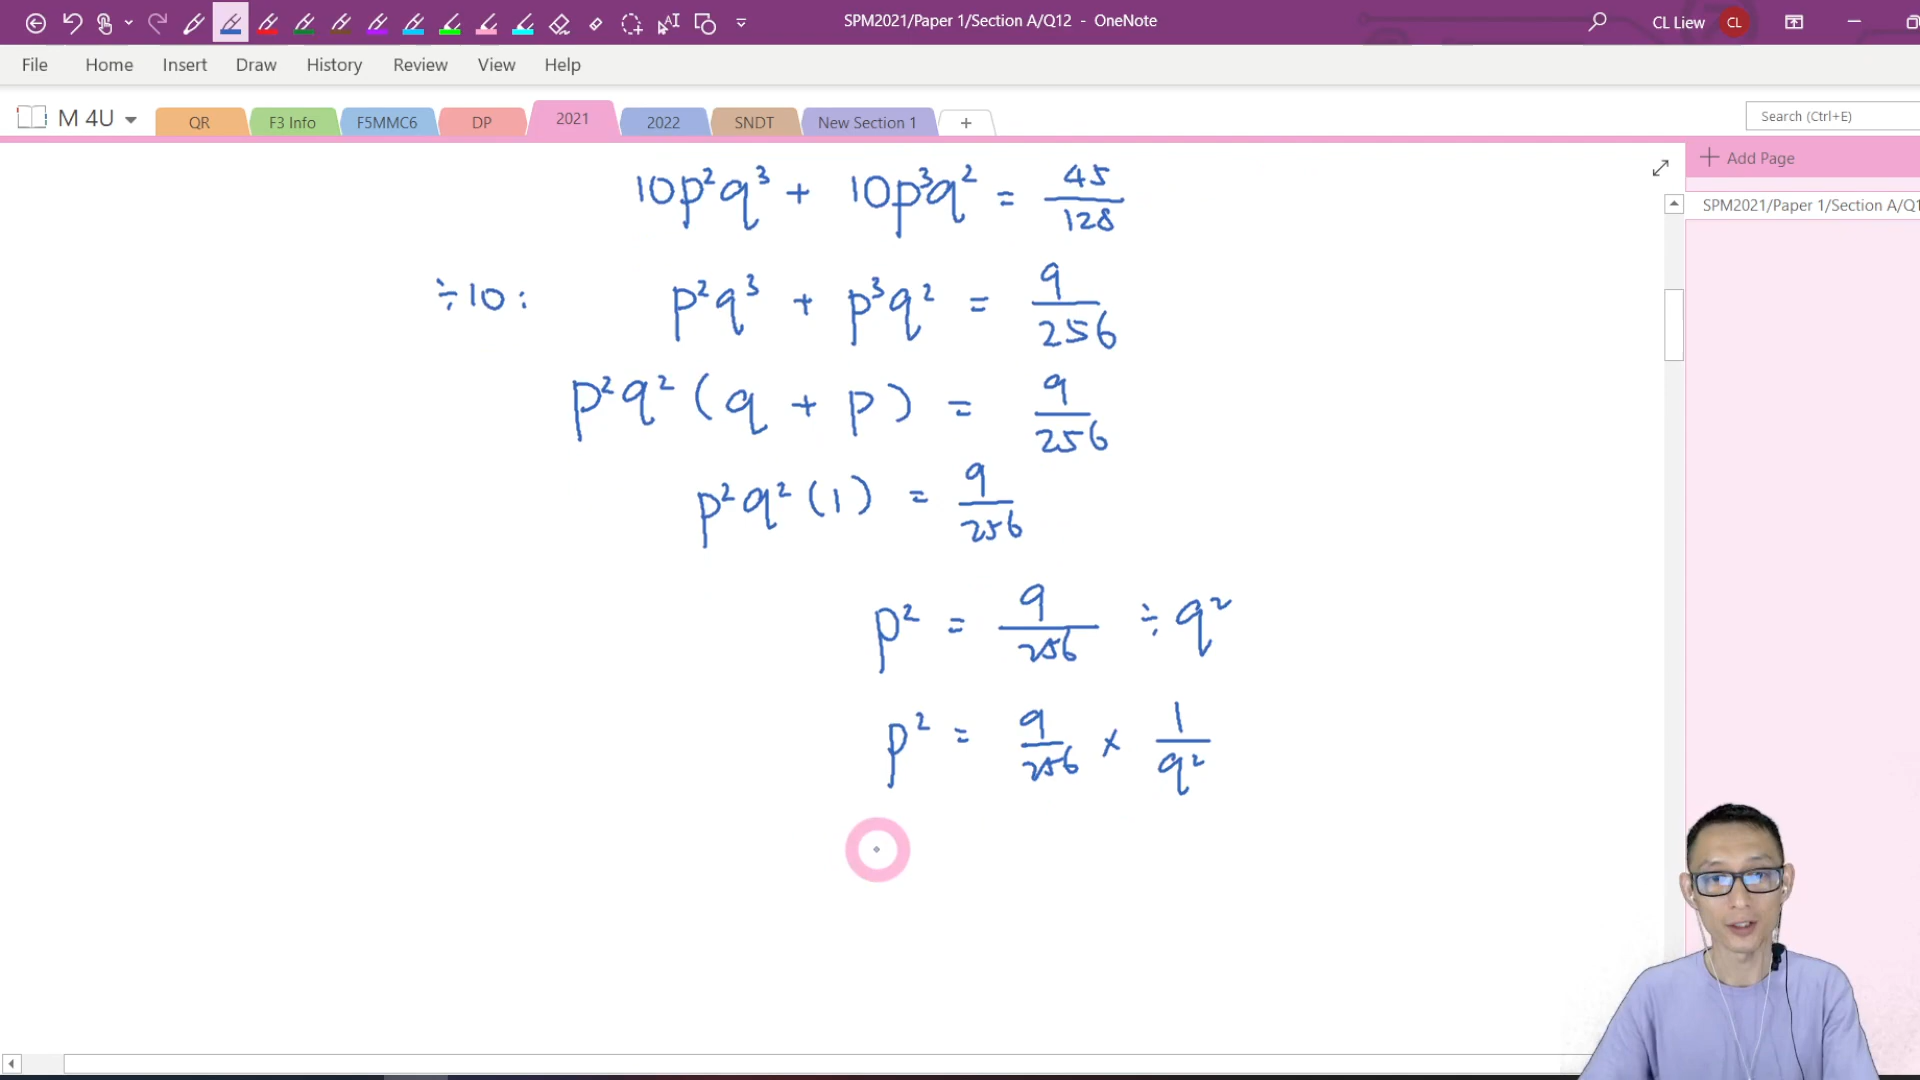 SPM2021/Paper 1/Section A/Q12 - OneNote
CL Liew CL
File Home Insert Draw History Review View Help
M 4U QR F3 Info F5MMC6 DP 2021 2022 SNDT New Section 1 +
Search (Ctrl+E)
Add Page
SPM2021/Paper 1/Section A/Q1
10p²q³ + 10p³q² = 45/128
÷10: p²q³ + p³q² = 9/256
p²q²(q + p) = 9/256
p²q²(1) = 9/256
p² = 9/256 ÷ q²
p² = 9/256 × 1/q²